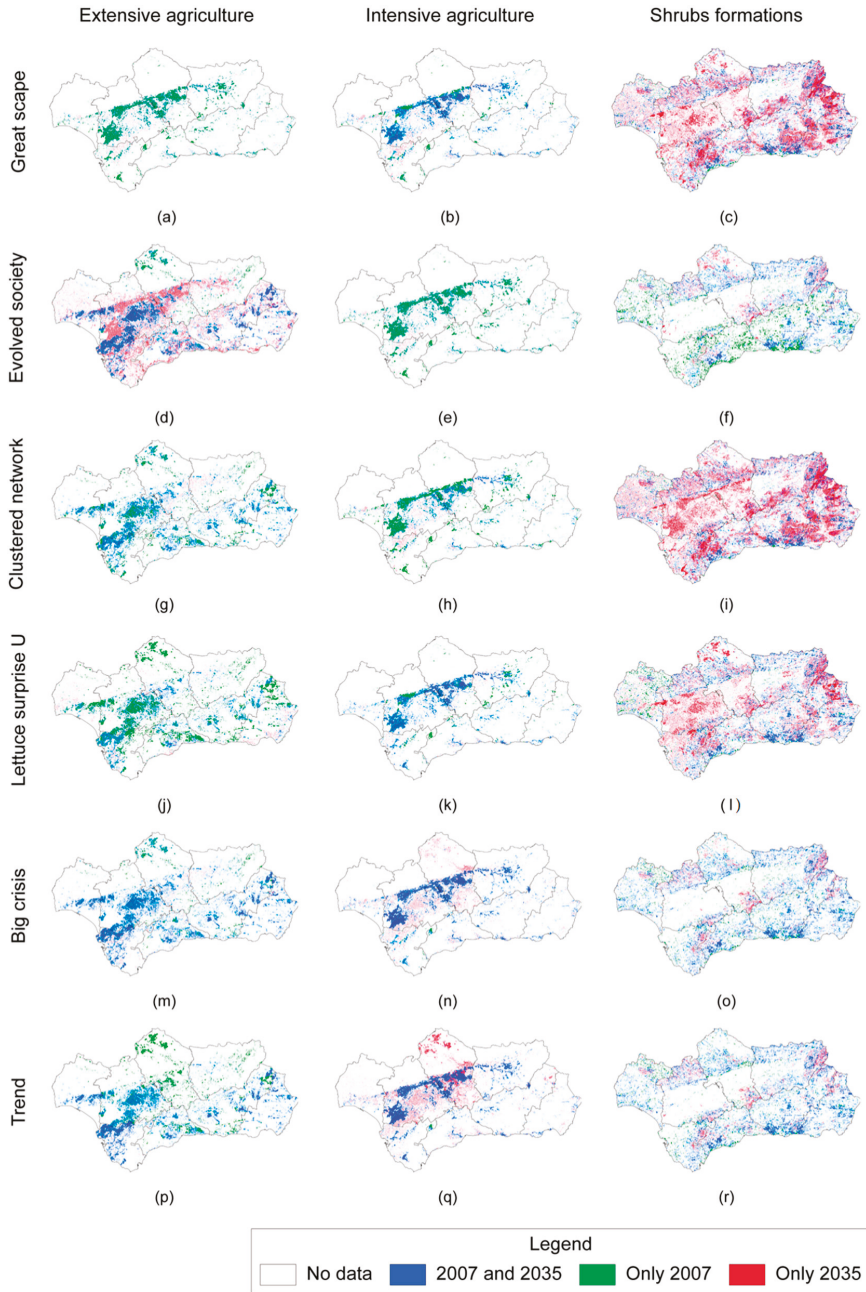 Extensive agriculture Intensive agriculture Shrubs formations
Great scape
(a) (b) (c)
Evolved society
(d) (e) (f)
Clustered network
(g) (h) (i)
Lettuce surprise U
(j) (k) (l)
Big crisis
(m) (n) (o)
Trend
(p) (q) (r)
Legend
No data 2007 and 2035 Only 2007 Only 2035